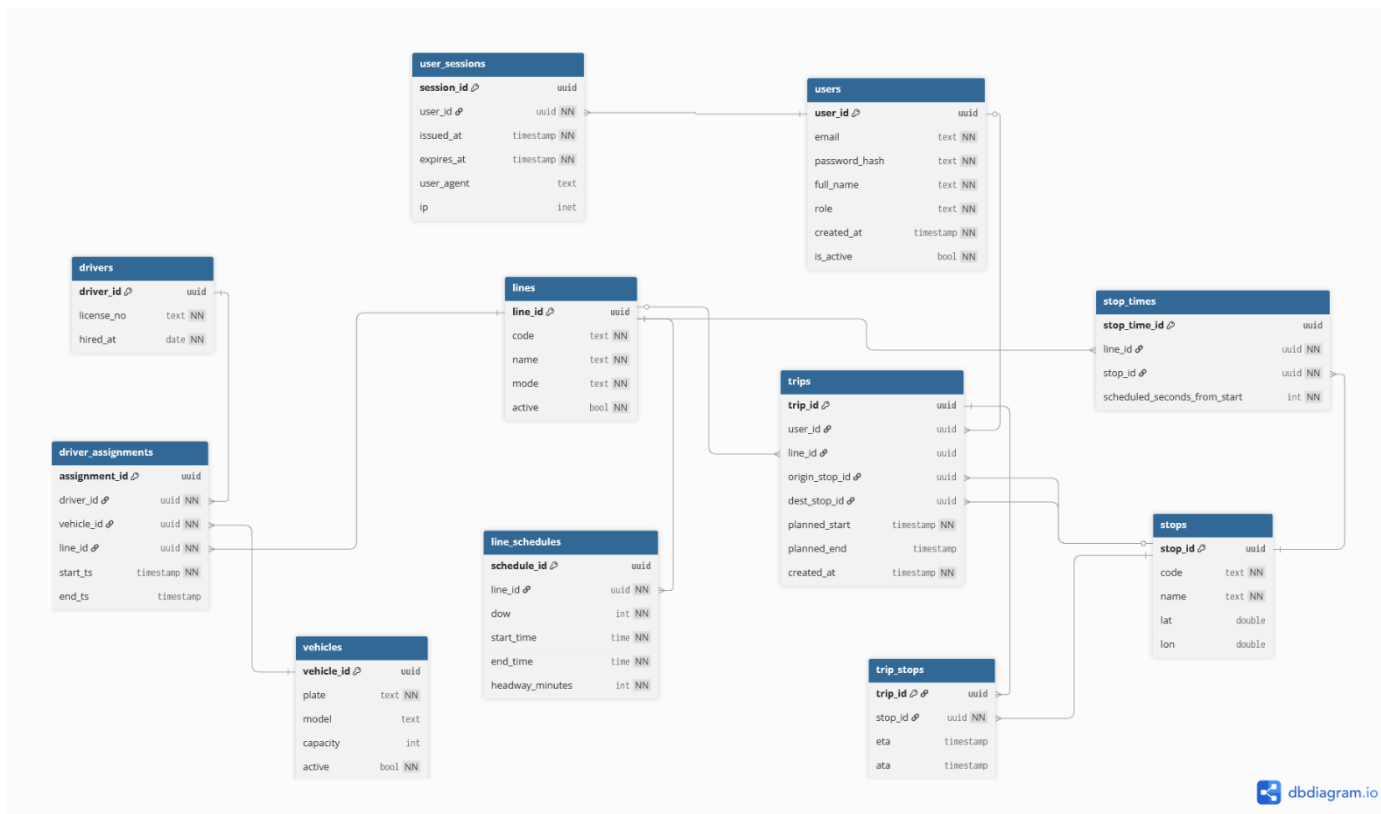 user_sessions
session_id uuid
user_id uuid NN
issued_at timestamp NN
expires_at timestamp NN
user_agent text
ip inet
users
user_id uuid
email text NN
password_hash text NN
full_name text NN
role text NN
created_at timestamp NN
is_active bool NN
drivers
driver_id uuid
license_no text NN
hired_at date NN
lines
line_id uuid
code text NN
name text NN
mode text NN
active bool NN
stop_times
stop_time_id uuid
line_id uuid NN
stop_id uuid NN
scheduled_seconds_from_start int NN
trips
trip_id uuid
user_id uuid
line_id uuid
origin_stop_id uuid
dest_stop_id uuid
planned_start timestamp NN
planned_end timestamp
created_at timestamp NN
driver_assignments
assignment_id uuid
driver_id uuid NN
vehicle_id uuid NN
line_id uuid NN
start_ts timestamp NN
end_ts timestamp
line_schedules
schedule_id uuid
line_id uuid NN
dow int NN
start_time time NN
end_time time NN
headway_minutes int NN
stops
stop_id uuid
code text NN
name text NN
lat double
lon double
vehicles
vehicle_id uuid
plate text NN
model text
capacity int
active bool NN
trip_stops
trip_id uuid
stop_id uuid NN
eta timestamp
ata timestamp
dbdiagram.io